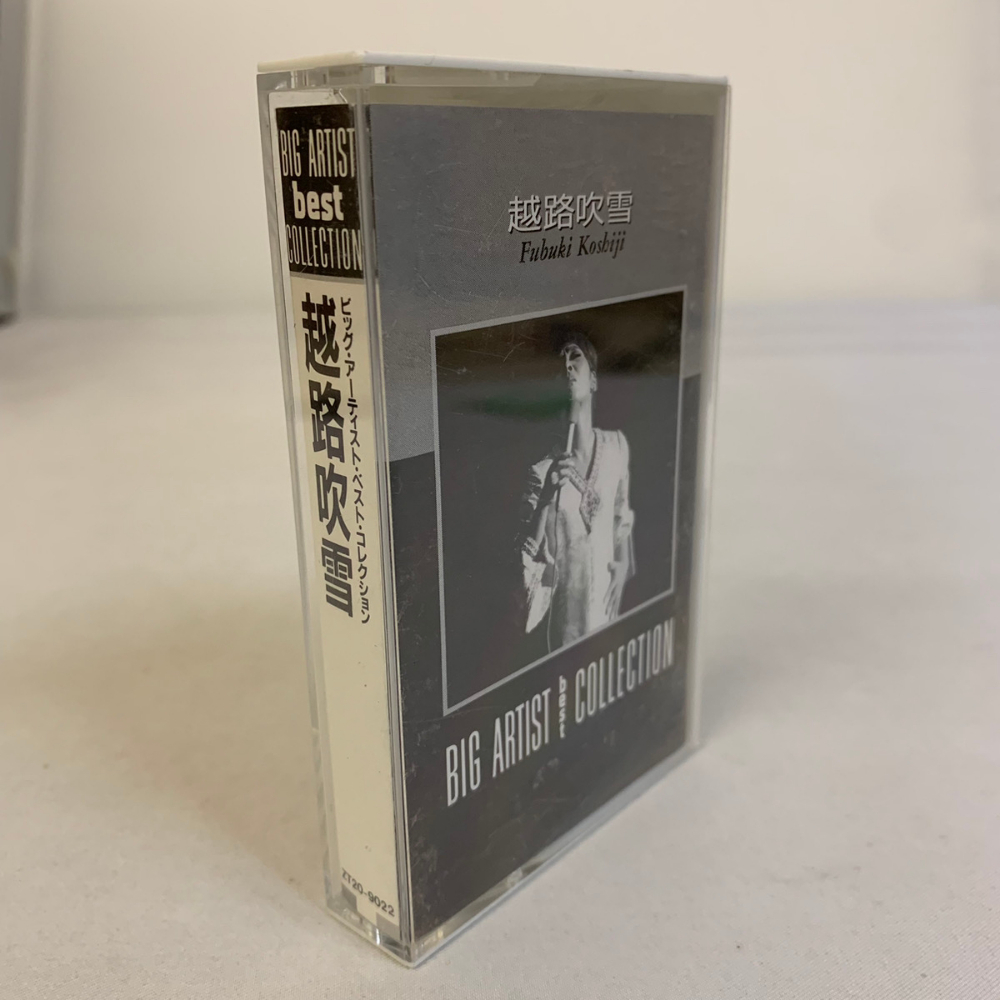 BIG ARTIST
best
COLLECTION
ビッグ・アーティスト・ベスト・コレクション
越路吹雪
ZT20-9022
越路吹雪
Fubuki Koshiji
BIG ARTIST best COLLECTION